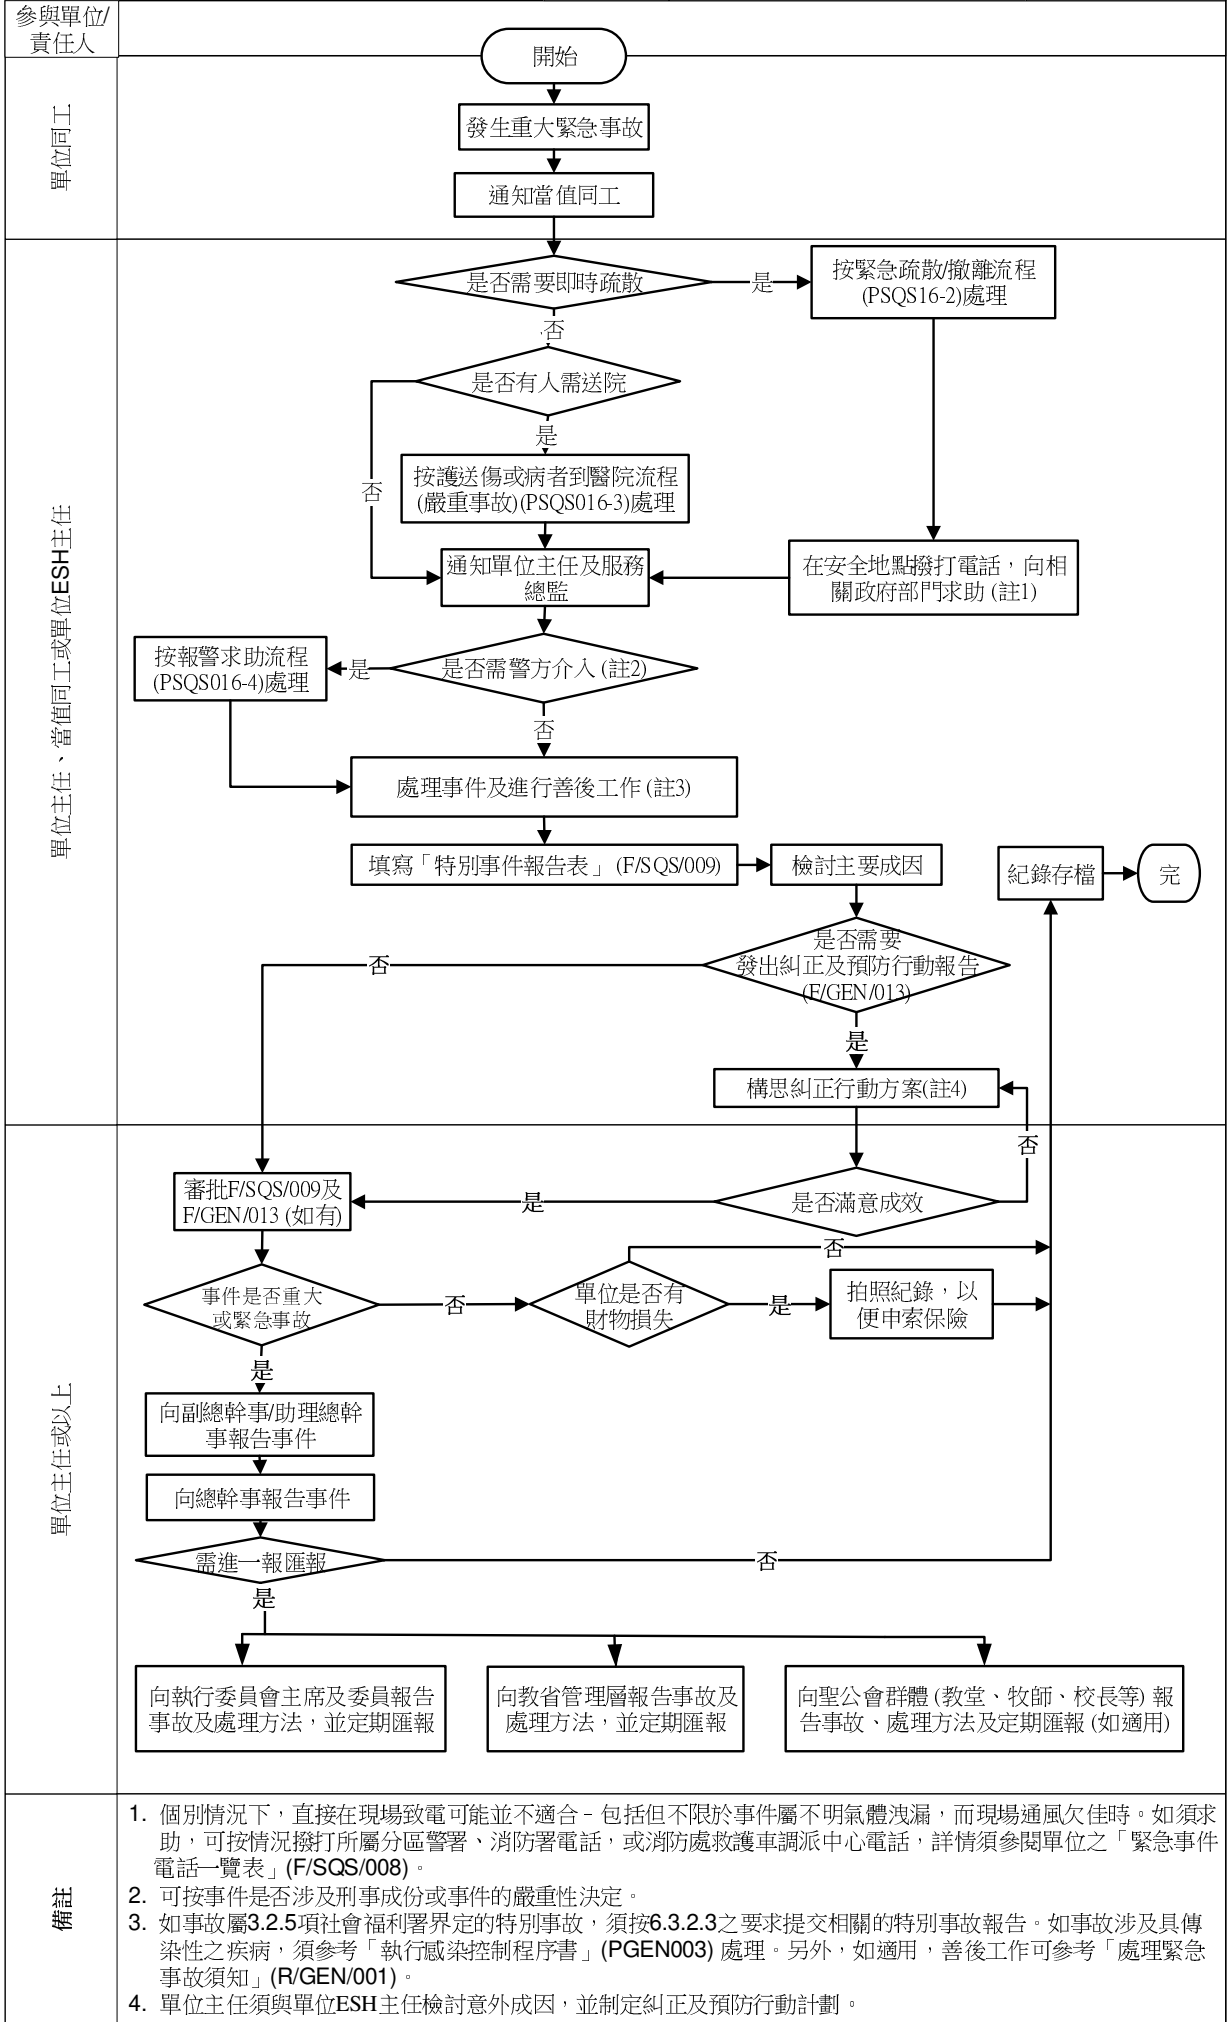 參與單位/
責任人
開始
單位同工
發生重大緊急事故
通知當值同工
單位主任、當值同工或單位ESH主任
是否需要即時疏散
是
按緊急疏散/撤離流程
(PSQS16-2)處理
否
是否有人需送院
是
否
按護送傷或病者到醫院流程
(嚴重事故)(PSQS016-3)處理
通知單位主任及服務
總監
在安全地點撥打電話，向相
關政府部門求助 (註1)
按報警求助流程
(PSQS016-4)處理
是
是否需警方介入 (註2)
否
處理事件及進行善後工作 (註3)
填寫「特別事件報告表」 (F/SQS/009)
檢討主要成因
紀錄存檔
完
是否需要
發出糾正及預防行動報告
(F/GEN/013)
否
是
構思糾正行動方案(註4)
否
單位主任或以上
審批F/SQS/009及
F/GEN/013 (如有)
是
是否滿意成效
否
事件是否重大
或緊急事故
否
單位是否有
財物損失
是
拍照紀錄，以
便申索保險
是
向副總幹事/助理總幹
事報告事件
向總幹事報告事件
需進一報匯報
否
是
向執行委員會主席及委員報告
事故及處理方法，並定期匯報
向教省管理層報告事故及
處理方法，並定期匯報
向聖公會群體 (教堂、牧師、校長等) 報
告事故、處理方法及定期匯報 (如適用)
備註
1. 個別情況下，直接在現場致電可能並不適合－包括但不限於事件屬不明氣體洩漏，而現場通風欠佳時。如須求
助，可按情況撥打所屬分區警署、消防署電話，或消防處救護車調派中心電話，詳情須參閱單位之「緊急事件
電話一覽表」(F/SQS/008)。
2. 可按事件是否涉及刑事成份或事件的嚴重性決定。
3. 如事故屬3.2.5項社會福利署界定的特別事故，須按6.3.2.3之要求提交相關的特別事故報告。如事故涉及具傳
染性之疾病，須參考「執行感染控制程序書」(PGEN003) 處理。另外，如適用，善後工作可參考「處理緊急
事故須知」(R/GEN/001)。
4. 單位主任須與單位ESH主任檢討意外成因，並制定糾正及預防行動計劃。